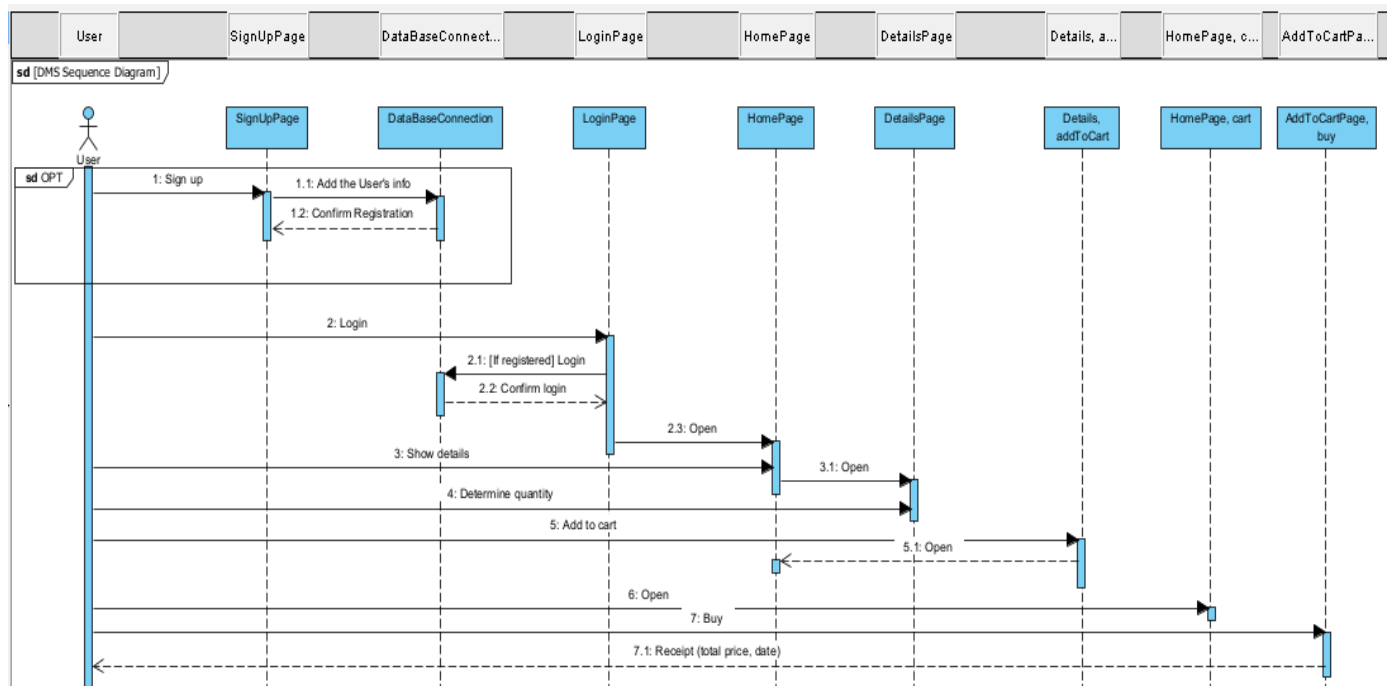 User
SignUpPage
DataBaseConnect...
LoginPage
HomePage
DetailsPage
Details, a...
HomePage, c...
AddToCartPa...
sd [DMS Sequence Diagram]
SignUpPage
DataBaseConnection
LoginPage
HomePage
DetailsPage
Details,
addToCart
HomePage, cart
AddToCartPage,
buy
User
sd OPT
1: Sign up
1.1: Add the User's info
1.2: Confirm Registration
2: Login
2.1: [If registered] Login
2.2: Confirm login
2.3: Open
3: Show details
3.1: Open
4: Determine quantity
5: Add to cart
5.1: Open
6: Open
7: Buy
7.1: Receipt (total price, date)